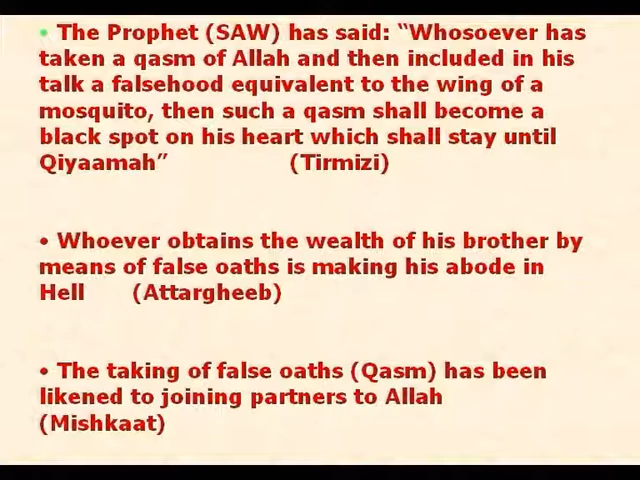 • The Prophet (SAW) has said: “Whosoever has
taken a qasm of Allah and then included in his
talk a falsehood equivalent to the wing of a
mosquito, then such a qasm shall become a
black spot on his heart which shall stay until
Qiyaamah” (Tirmizi)
• Whoever obtains the wealth of his brother by
means of false oaths is making his abode in
Hell (Attargheeb)
• The taking of false oaths (Qasm) has been
likened to joining partners to Allah
(Mishkaat)